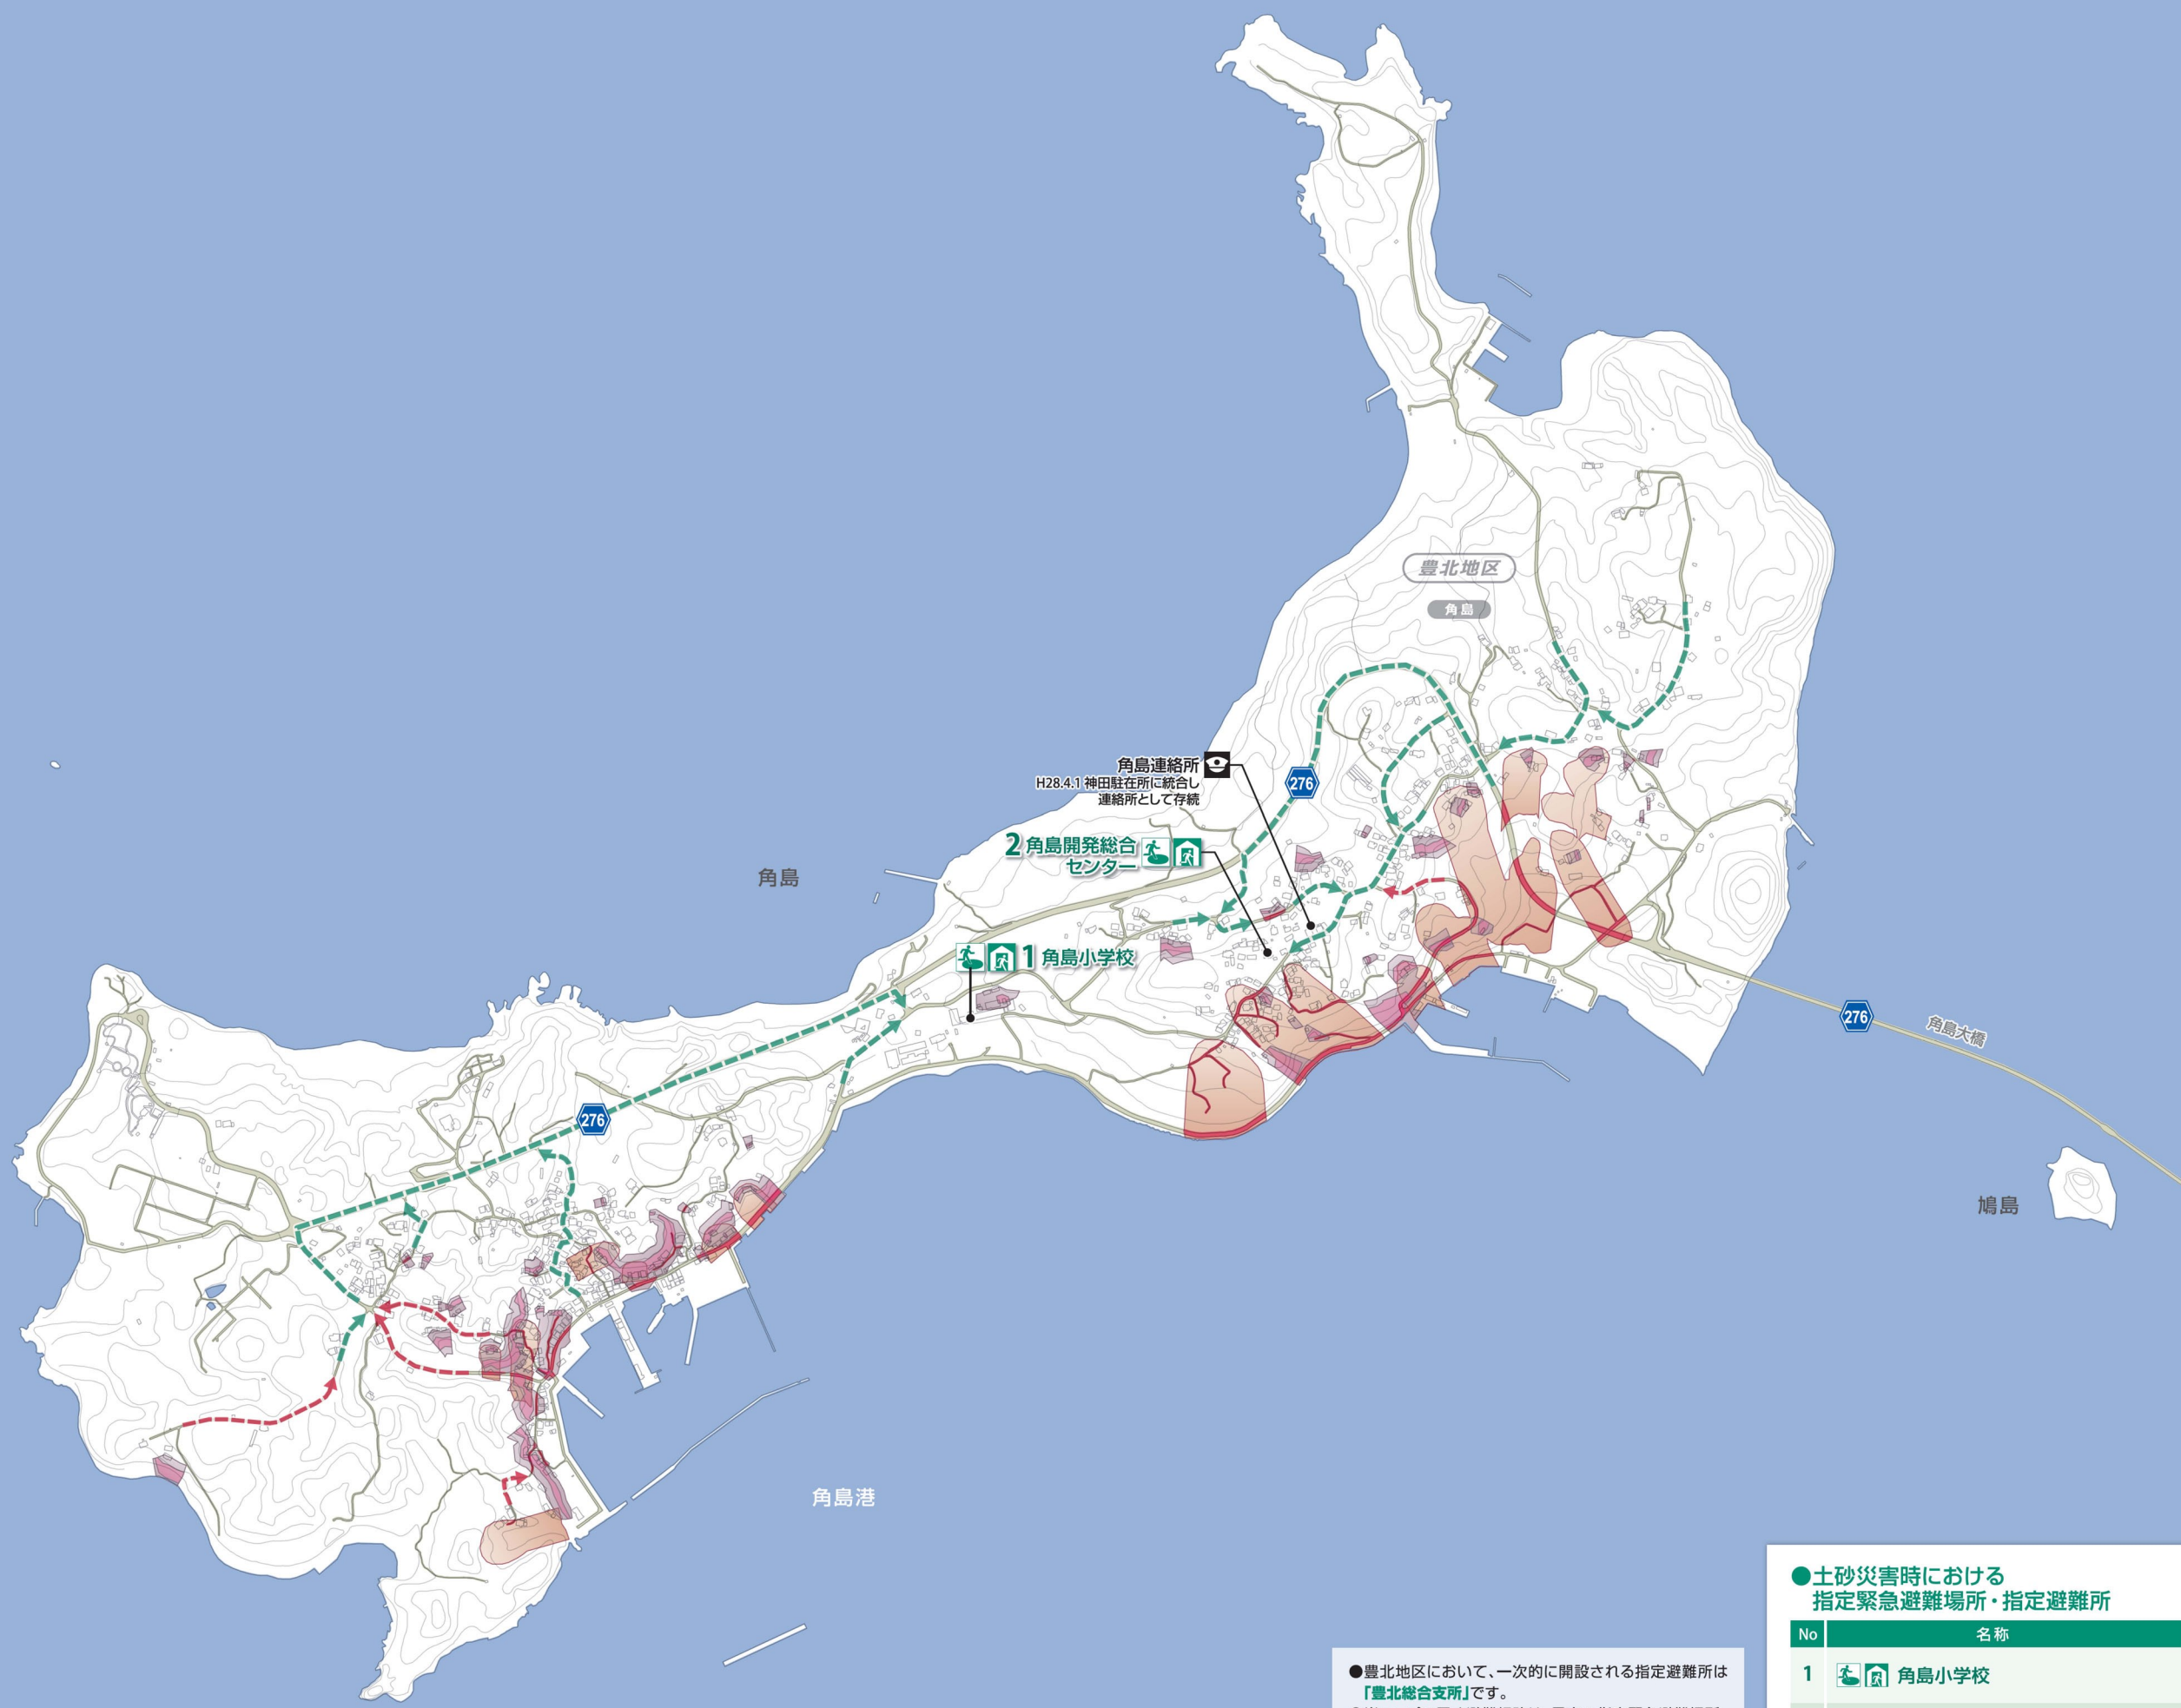 豊北地区
角島
角島連絡所
H28.4.1 神田駐在所に統合し
連絡所として存続
276
2 角島開発総合
センター
角島
1 角島小学校
276
角島大橋
276
鳩島
角島港
●土砂災害時における
指定緊急避難場所・指定避難所
No 名称
1 角島小学校
●豊北地区において、一次的に開設される指定避難所は
「豊北総合支所」です。